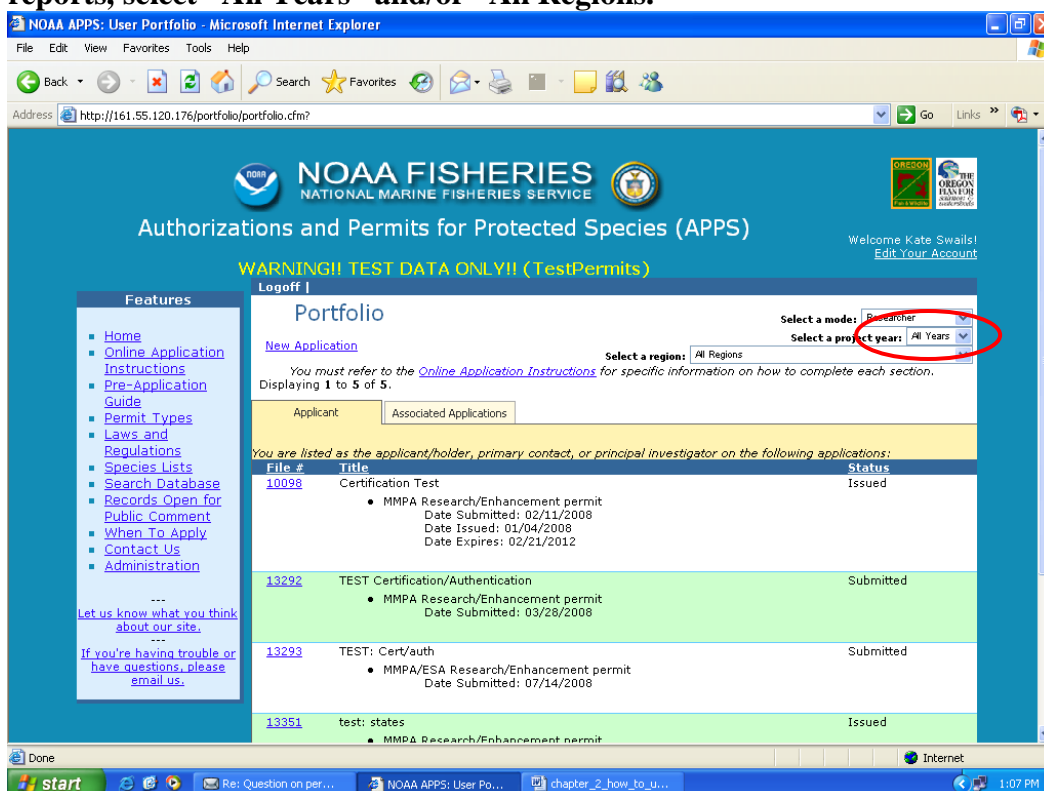 reports, select "All Years" and/or "All Regions."
NOAA APPS: User Portfolio - Microsoft Internet Explorer
File Edit View Favorites Tools Help
Back Search Favorites
Address http://161.55.120.176/portfolio/portfolio.cfm? Go Links »
NOAA
NOAA FISHERIES
NATIONAL MARINE FISHERIES SERVICE
OREGON
THE
OREGON
PLAN FOR
Authorizations and Permits for Protected Species (APPS)
Welcome Kate Swails!
Edit Your Account
WARNING!! TEST DATA ONLY!! (TestPermits)
Logoff |
Features
Home
Online Application
Instructions
Pre-Application
Guide
Permit Types
Laws and
Regulations
Species Lists
Search Database
Records Open for
Public Comment
When To Apply
Contact Us
Administration
---
Let us know what you think
about our site.
---
If you're having trouble or
have questions, please
email us.
Portfolio
Select a mode: Researcher
Select a project year: All Years
New Application
Select a region: All Regions
You must refer to the Online Application Instructions for specific information on how to complete each section.
Displaying 1 to 5 of 5.
Applicant Associated Applications
You are listed as the applicant/holder, primary contact, or principal investigator on the following applications:
File # Title Status
10098 Certification Test Issued
• MMPA Research/Enhancement permit
Date Submitted: 02/11/2008
Date Issued: 01/04/2008
Date Expires: 02/21/2012
13292 TEST Certification/Authentication Submitted
• MMPA Research/Enhancement permit
Date Submitted: 03/28/2008
13293 TEST: Cert/auth Submitted
• MMPA/ESA Research/Enhancement permit
Date Submitted: 07/14/2008
13351 test: states Issued
• MMPA Research/Enhancement permit
Done Internet
start Re: Question on per... NOAA APPS: User Po... chapter_2_how_to_u... 1:07 PM